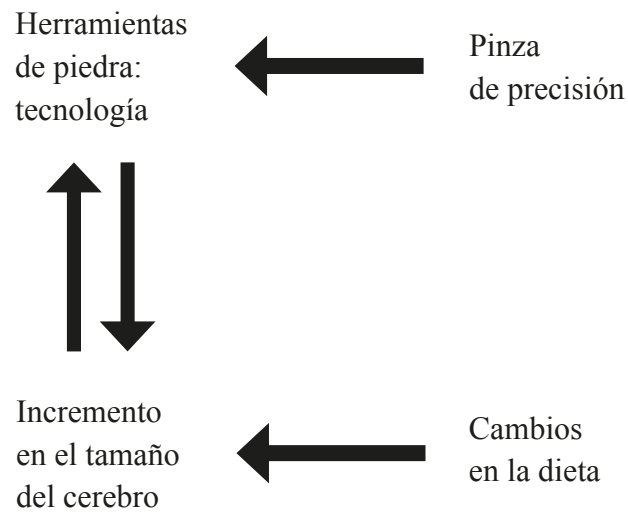 Herramientas
de piedra:
tecnología
Pinza
de precisión
Incremento
en el tamaño
del cerebro
Cambios
en la dieta